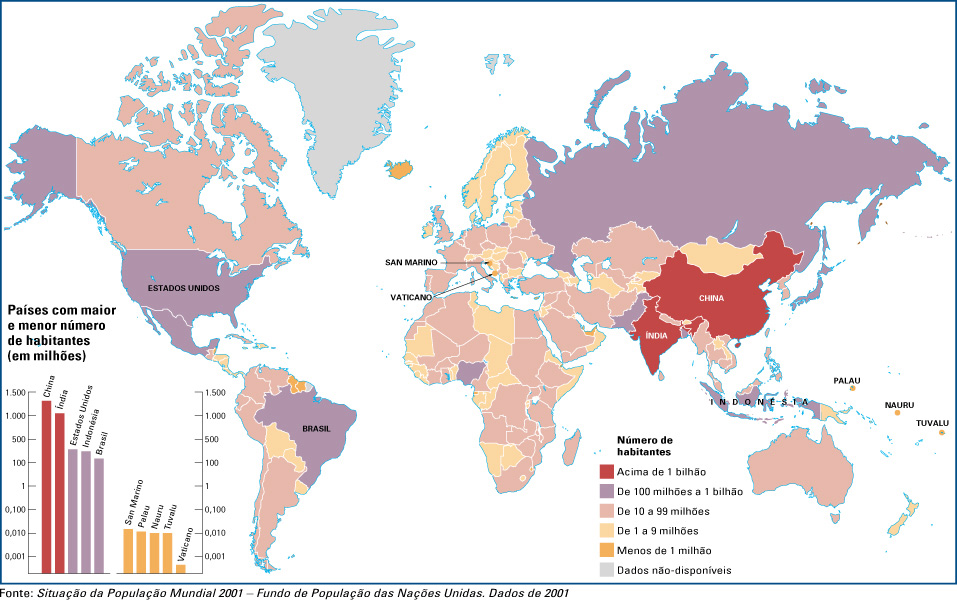 SAN MARINO
ESTADOS UNIDOS
VATICANO
CHINA
ÍNDIA
Países com maior
e menor número
de habitantes
(em milhões)
PALAU
INDONÉSIA
NAURU
TUVALU
BRASIL
China
Índia
Estados Unidos
Indonésia
Brasil
1.500
1.000
500
100
1
0,100
0,010
0,001
San Marino
Palau
Nauru
Tuvalu
Vaticano
1.500
1.000
500
100
1
0,100
0,010
0,001
Número de
habitantes
Acima de 1 bilhão
De 100 milhões a 1 bilhão
De 10 a 99 milhões
De 1 a 9 milhões
Menos de 1 milhão
Dados não-disponíveis
Fonte: Situação da População Mundial 2001 – Fundo de População das Nações Unidas. Dados de 2001